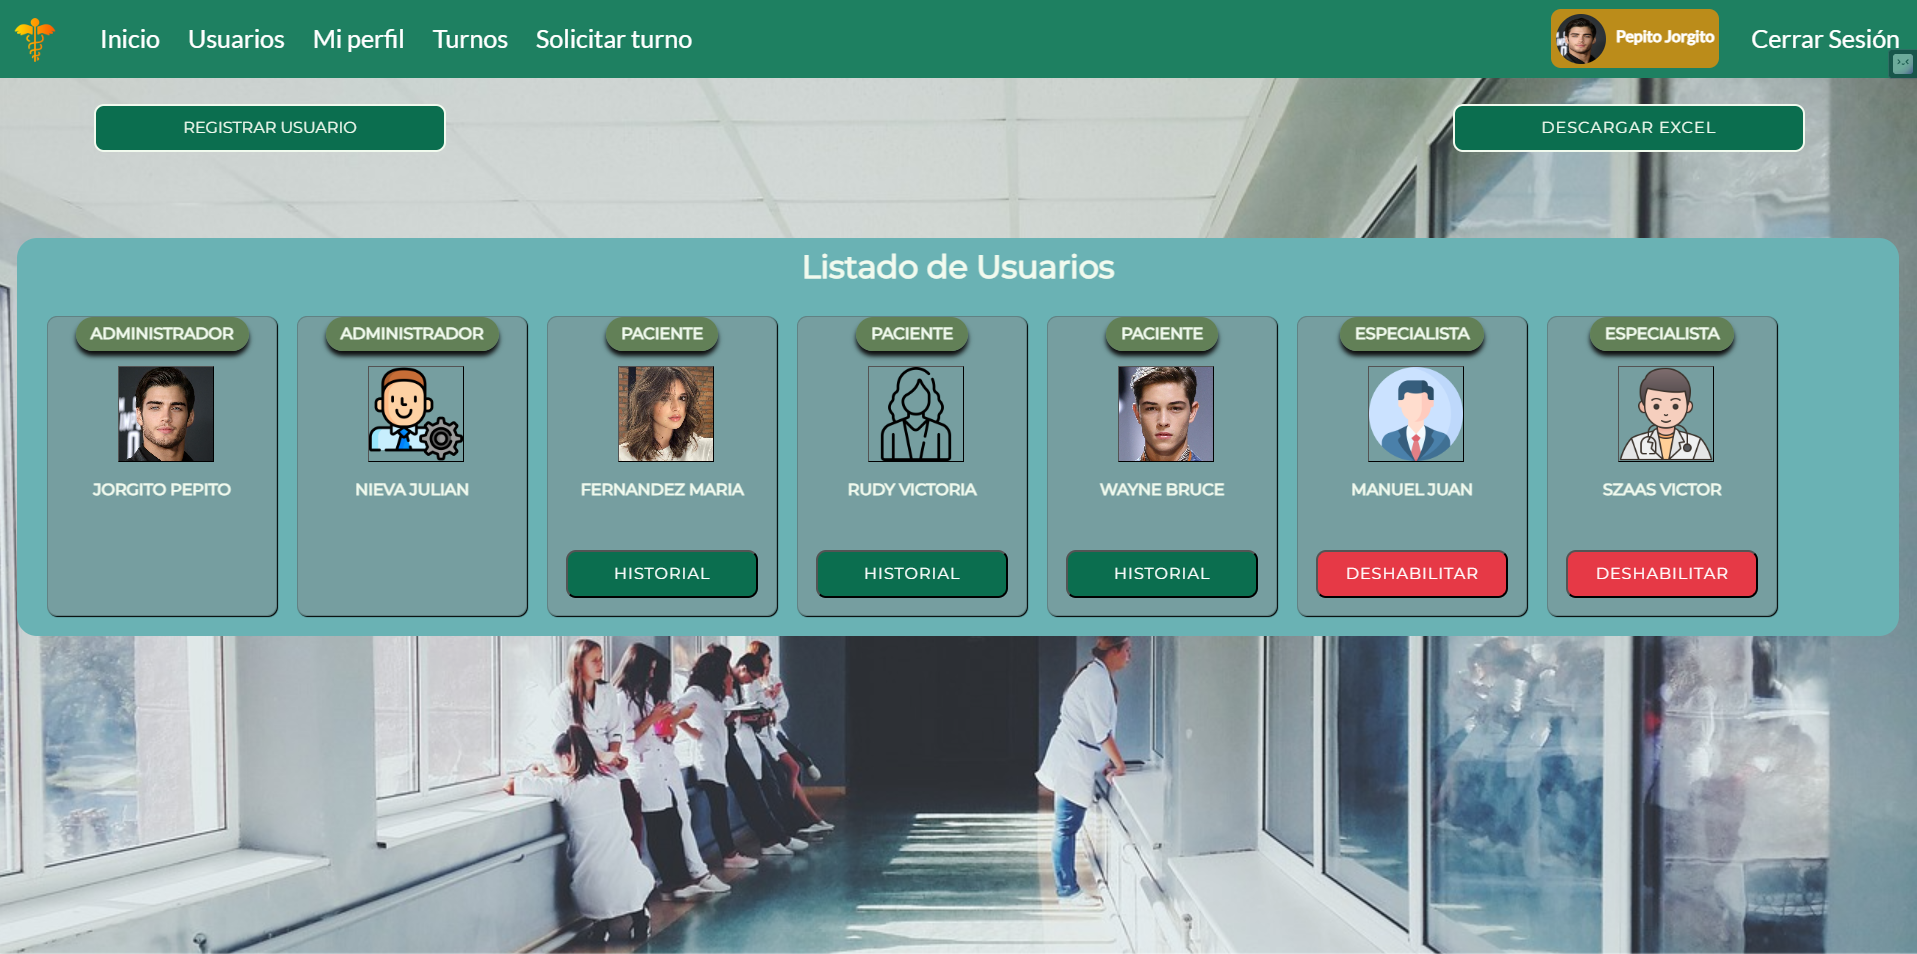 Inicio
Usuarios
Mi perfil
Turnos
Solicitar turno
Pepito Jorgito
Cerrar Sesión
REGISTRAR USUARIO
DESCARGAR EXCEL
Listado de Usuarios
ADMINISTRADOR
JORGITO PEPITO
ADMINISTRADOR
NIEVA JULIAN
PACIENTE
FERNANDEZ MARIA
HISTORIAL
PACIENTE
RUDY VICTORIA
HISTORIAL
PACIENTE
WAYNE BRUCE
HISTORIAL
ESPECIALISTA
MANUEL JUAN
DESHABILITAR
ESPECIALISTA
SZAAS VICTOR
DESHABILITAR